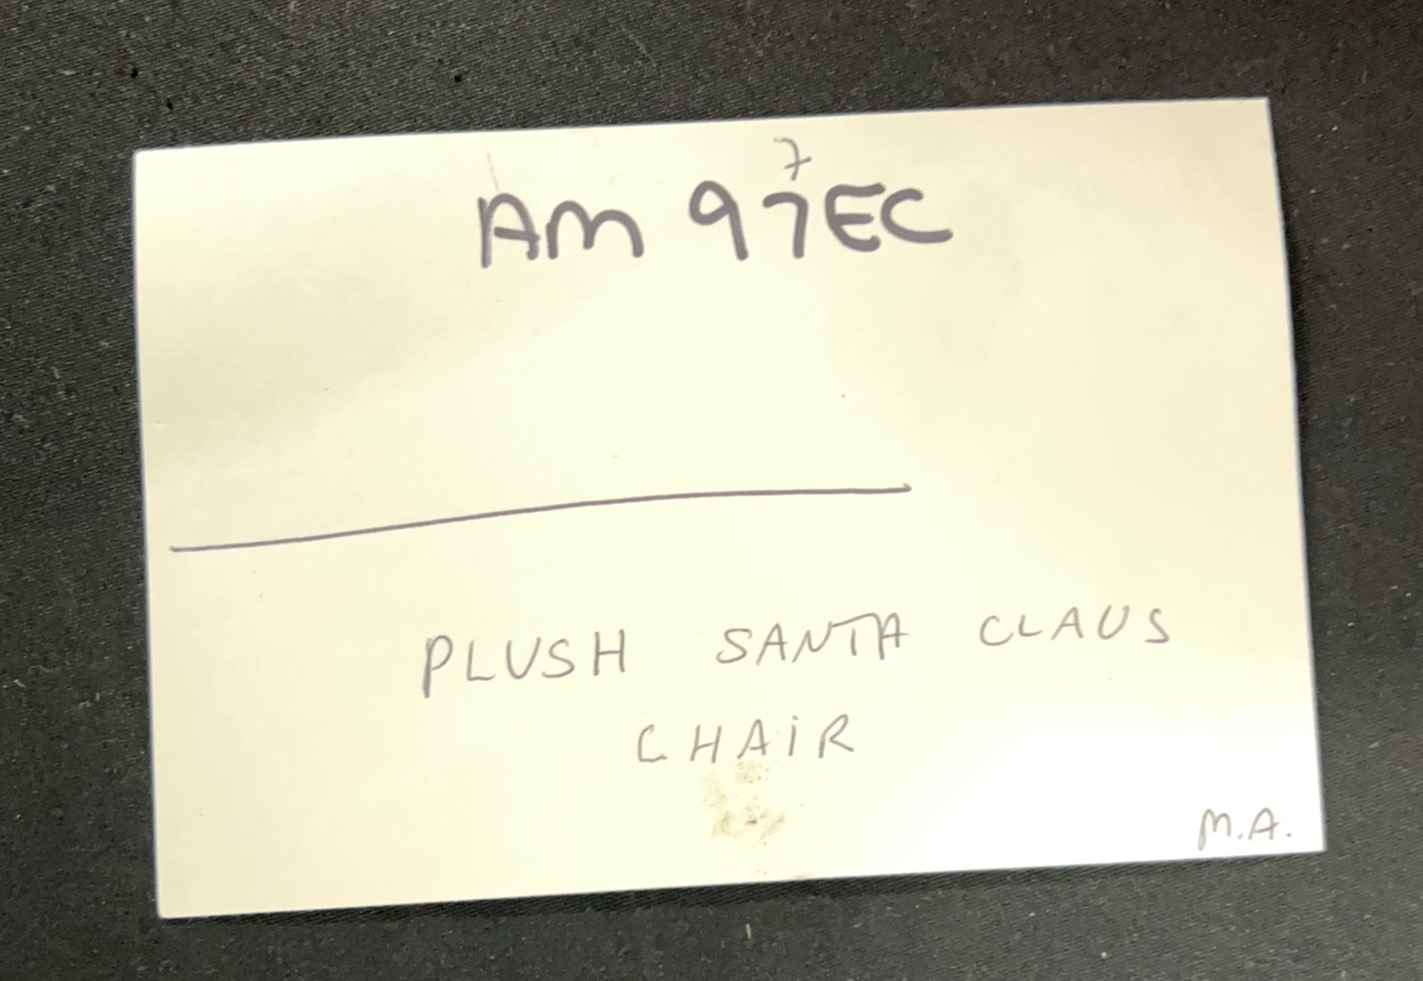 7
AM 97EC
PLUSH SANTA CLAUS
CHAiR
M.A.